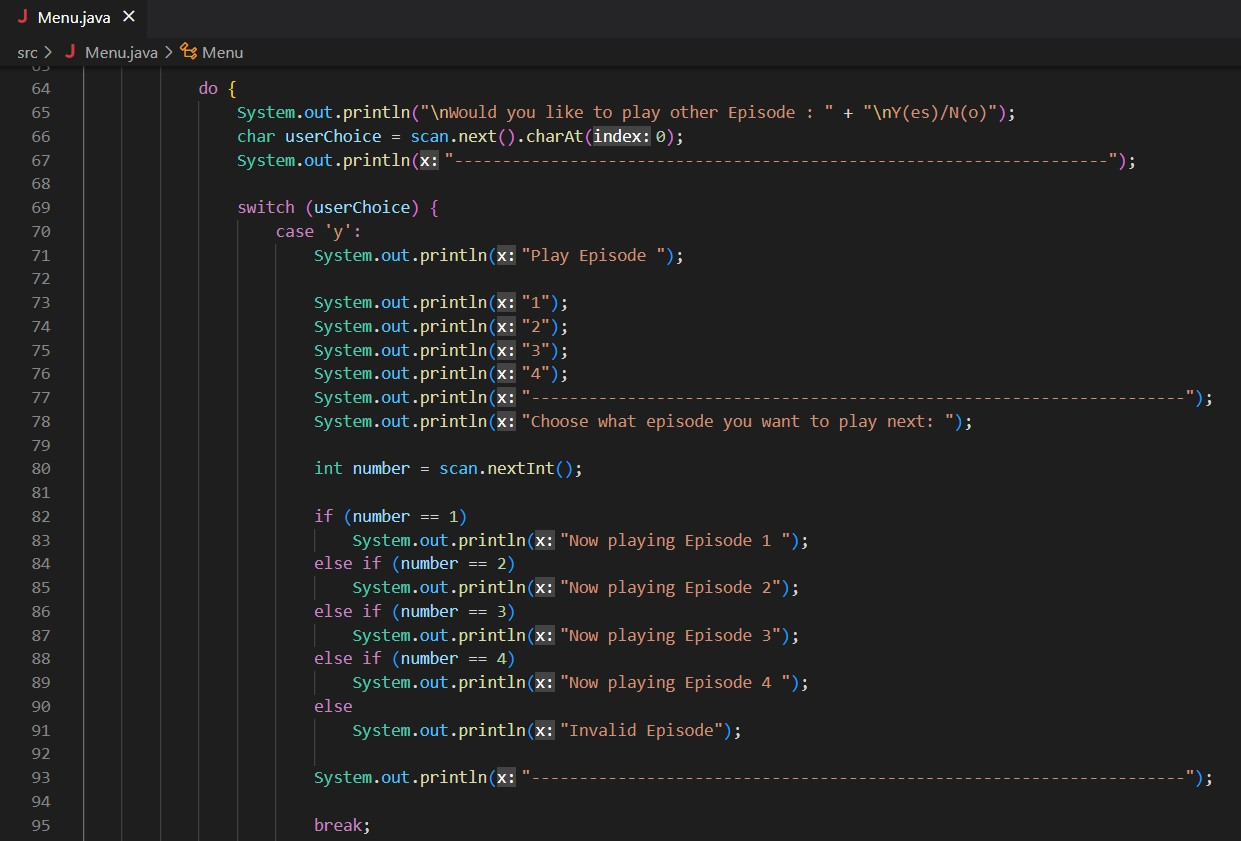 J Menu.java ×
src > J Menu.java > Menu
63
64 do {
65 System.out.println("\nWould you like to play other Episode : " + "\nY(es)/N(o)");
66 char userChoice = scan.next().charAt(index: 0);
67 System.out.println(x: "--------------------------------------------------------------------");
68
69 switch (userChoice) {
70 case 'y':
71 System.out.println(x: "Play Episode ");
72
73 System.out.println(x: "1");
74 System.out.println(x: "2");
75 System.out.println(x: "3");
76 System.out.println(x: "4");
77 System.out.println(x: "--------------------------------------------------------------------");
78 System.out.println(x: "Choose what episode you want to play next: ");
79
80 int number = scan.nextInt();
81
82 if (number == 1)
83 System.out.println(x: "Now playing Episode 1 ");
84 else if (number == 2)
85 System.out.println(x: "Now playing Episode 2");
86 else if (number == 3)
87 System.out.println(x: "Now playing Episode 3");
88 else if (number == 4)
89 System.out.println(x: "Now playing Episode 4 ");
90 else
91 System.out.println(x: "Invalid Episode");
92
93 System.out.println(x: "--------------------------------------------------------------------");
94
95 break;